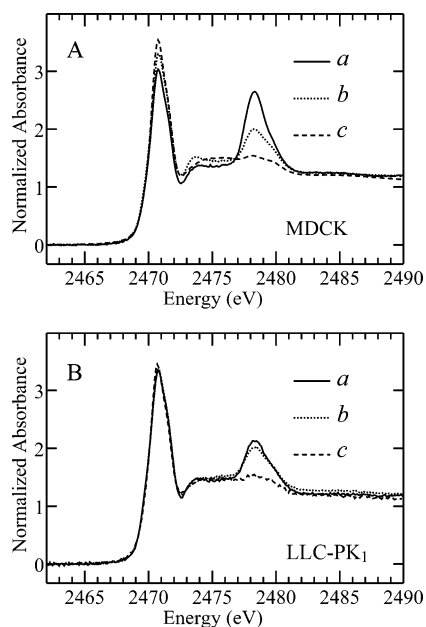 A
Normalized Absorbance
3
2
1
0
a
b
c
MDCK
2465 2470 2475 2480 2485 2490
Energy (eV)
B
Normalized Absorbance
3
2
1
0
a
b
c
LLC-PK₁
2465 2470 2475 2480 2485 2490
Energy (eV)